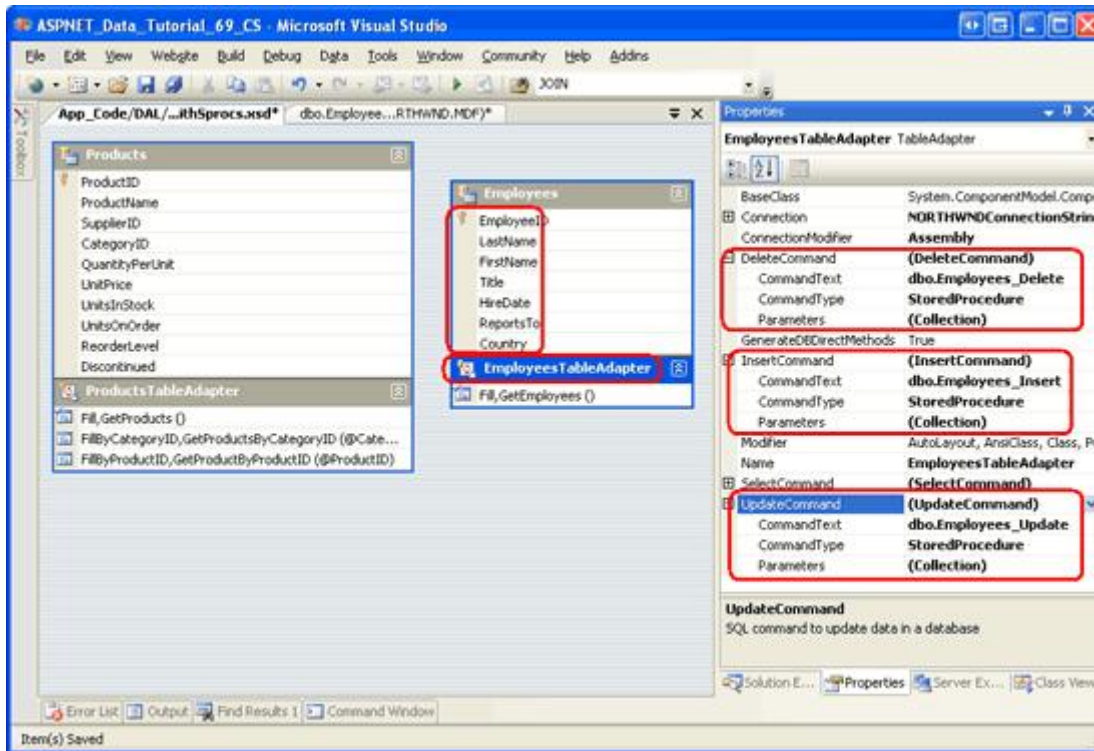 ASPNET_Data_Tutorial_69_CS - Microsoft Visual Studio
File Edit View Website Build Debug Data Tools Window Community Help Addins
JOIN
Toolbox
App_Code/DAL/...ithSprocs.xsd* dbo.Employee...RTHWND.MDF)*
Products
ProductID
ProductName
SupplierID
CategoryID
QuantityPerUnit
UnitPrice
UnitsInStock
UnitsOnOrder
ReorderLevel
Discontinued
ProductsTableAdapter
Fill,GetProducts ()
FillByCategoryID,GetProductsByCategoryID (@Cate...
FillByProductID,GetProductByProductID (@ProductID)
Employees
EmployeeID
LastName
FirstName
Title
HireDate
ReportsTo
Country
EmployeesTableAdapter
Fill,GetEmployees ()
Properties
EmployeesTableAdapter TableAdapter
BaseClass System.ComponentModel.Compo
Connection NORTHWNDConnectionString
ConnectionModifier Assembly
DeleteCommand (DeleteCommand)
CommandText dbo.Employees_Delete
CommandType StoredProcedure
Parameters (Collection)
GenerateDBDirectMethods True
InsertCommand (InsertCommand)
CommandText dbo.Employees_Insert
CommandType StoredProcedure
Parameters (Collection)
Modifier AutoLayout, AnsiClass, Class, P
Name EmployeesTableAdapter
SelectCommand (SelectCommand)
UpdateCommand (UpdateCommand)
CommandText dbo.Employees_Update
CommandType StoredProcedure
Parameters (Collection)
UpdateCommand
SQL command to update data in a database
Solution E... Properties Server Ex... Class View
Error List Output Find Results 1 Command Window
Item(s) Saved